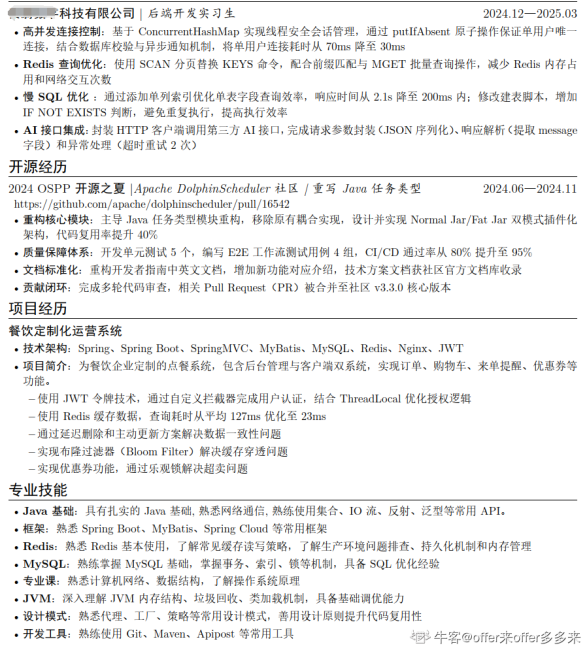 科技有限公司 | 后端开发实习生 2024.12—2025.03
• 高并发连接控制：基于 ConcurrentHashMap 实现线程安全会话管理，通过 putIfAbsent 原子操作保证单用户唯一
连接，结合数据库校验与异步通知机制，将单用户连接耗时从 70ms 降至 30ms
• Redis 查询优化：使用 SCAN 分页替换 KEYS 命令，配合前缀匹配与 MGET 批量查询操作，减少 Redis 内存占
用和网络交互次数
• 慢 SQL 优化 ：通过添加单列索引优化单表字段查询效率，响应时间从 2.1s 降至 200ms 内；修改建表脚本，增加
IF NOT EXISTS 判断，避免重复执行，提高执行效率
• AI 接口集成：封装 HTTP 客户端调用第三方 AI 接口，完成请求参数封装（JSON 序列化）、响应解析（提取 message
字段）和异常处理（超时重试 2 次）
开源经历
2024 OSPP 开源之夏 |Apache DolphinScheduler 社区 / 重写 Java 任务类型 2024.06—2024.11
https://github.com/apache/dolphinscheduler/pull/16542
• 重构核心模块：主导 Java 任务类型模块重构，移除原有耦合实现，设计并实现 Normal Jar/Fat Jar 双模式插件化
架构，代码复用率提升 40%
• 质量保障体系：开发单元测试 5 个，编写 E2E 工作流测试用例 4 组，CI/CD 通过率从 80% 提升至 95%
• 文档标准化：重构开发者指南中英文文档，增加新功能对应介绍，技术方案文档获社区官方文档库收录
• 贡献闭环：完成多轮代码审查，相关 Pull Request（PR）被合并至社区 v3.3.0 核心版本
项目经历
餐饮定制化运营系统
• 技术架构：Spring、Spring Boot、SpringMVC、MyBatis、MySQL、Redis、Nginx、JWT
• 项目简介：为餐饮企业定制的点餐系统，包含后台管理与客户端双系统，实现订单、购物车、来单提醒、优惠券等
功能。
– 使用 JWT 令牌技术，通过自定义拦截器完成用户认证，结合 ThreadLocal 优化授权逻辑
– 使用 Redis 缓存数据，查询耗时从平均 127ms 优化至 23ms
– 通过延迟删除和主动更新方案解决数据一致性问题
– 实现布隆过滤器（Bloom Filter）解决缓存穿透问题
– 实现优惠券功能，通过乐观锁解决超卖问题
专业技能
• Java 基础：具有扎实的 Java 基础, 熟悉网络通信, 熟练使用集合、IO 流、反射、泛型等常用 API。
• 框架：熟悉 Spring Boot、MyBatis、Spring Cloud 等常用框架
• Redis：熟悉 Redis 基本使用，了解常见缓存读写策略，了解生产环境问题排查、持久化机制和内存管理
• MySQL：熟练掌握 MySQL 基础，掌握事务、索引、锁等机制，具备 SQL 优化经验
• 专业课：熟悉计算机网络、数据结构，了解操作系统原理
• JVM：深入理解 JVM 内存结构、垃圾回收、类加载机制，具备基础调优能力
• 设计模式：熟悉代理、工厂、策略等常用设计模式，善用设计原则提升代码复用性
• 开发工具：熟练使用 Git、Maven、Apipost 等常用工具
牛客@offer来offer多多来